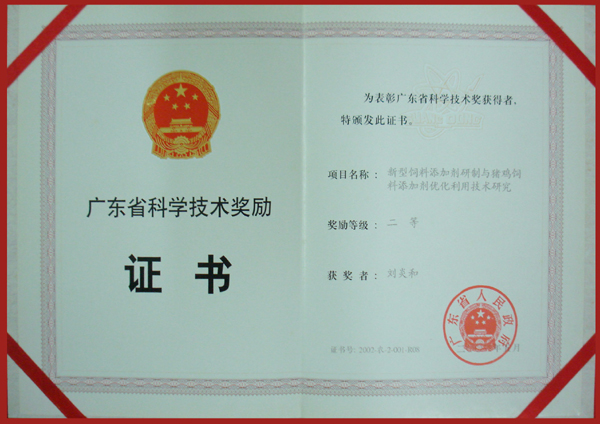 广东省科学技术奖励
证书
为表彰广东省科学技术奖获得者,
特颁发此证书。
项目名称: 新型饲料添加剂研制与猪鸡饲
料添加剂优化利用技术研究
奖励等级: 二 等
获 奖 者: 刘炎和
广东省人民政府